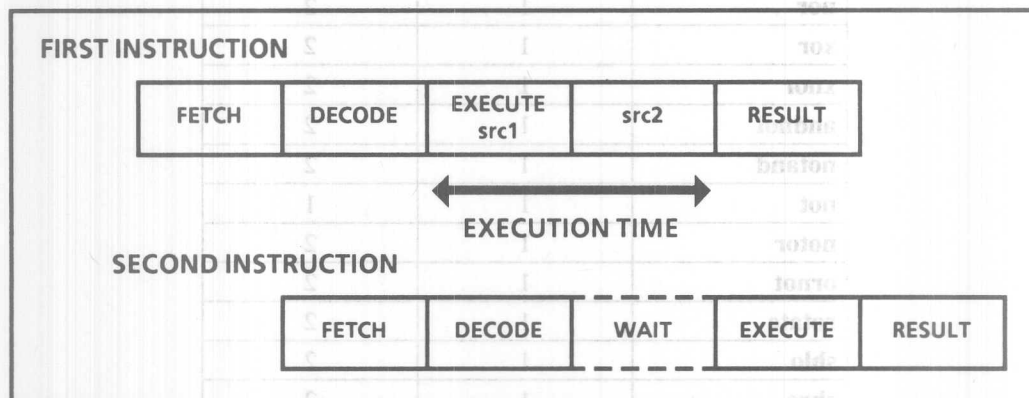 FIRST INSTRUCTION
FETCH DECODE EXECUTE src1 src2 RESULT
EXECUTION TIME
SECOND INSTRUCTION
FETCH DECODE WAIT EXECUTE RESULT